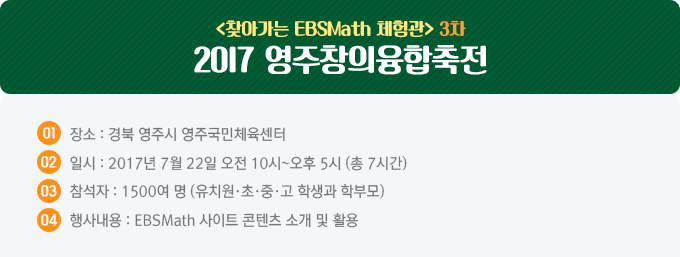 <찾아가는 EBSMath 체험관> 3차
2017 영주창의융합축전
01 장소 : 경북 영주시 영주국민체육센터
02 일시 : 2017년 7월 22일 오전 10시~오후 5시 (총 7시간)
03 참석자 : 1500여 명 (유치원·초·중·고 학생과 학부모)
04 행사내용 : EBSMath 사이트 콘텐츠 소개 및 활용